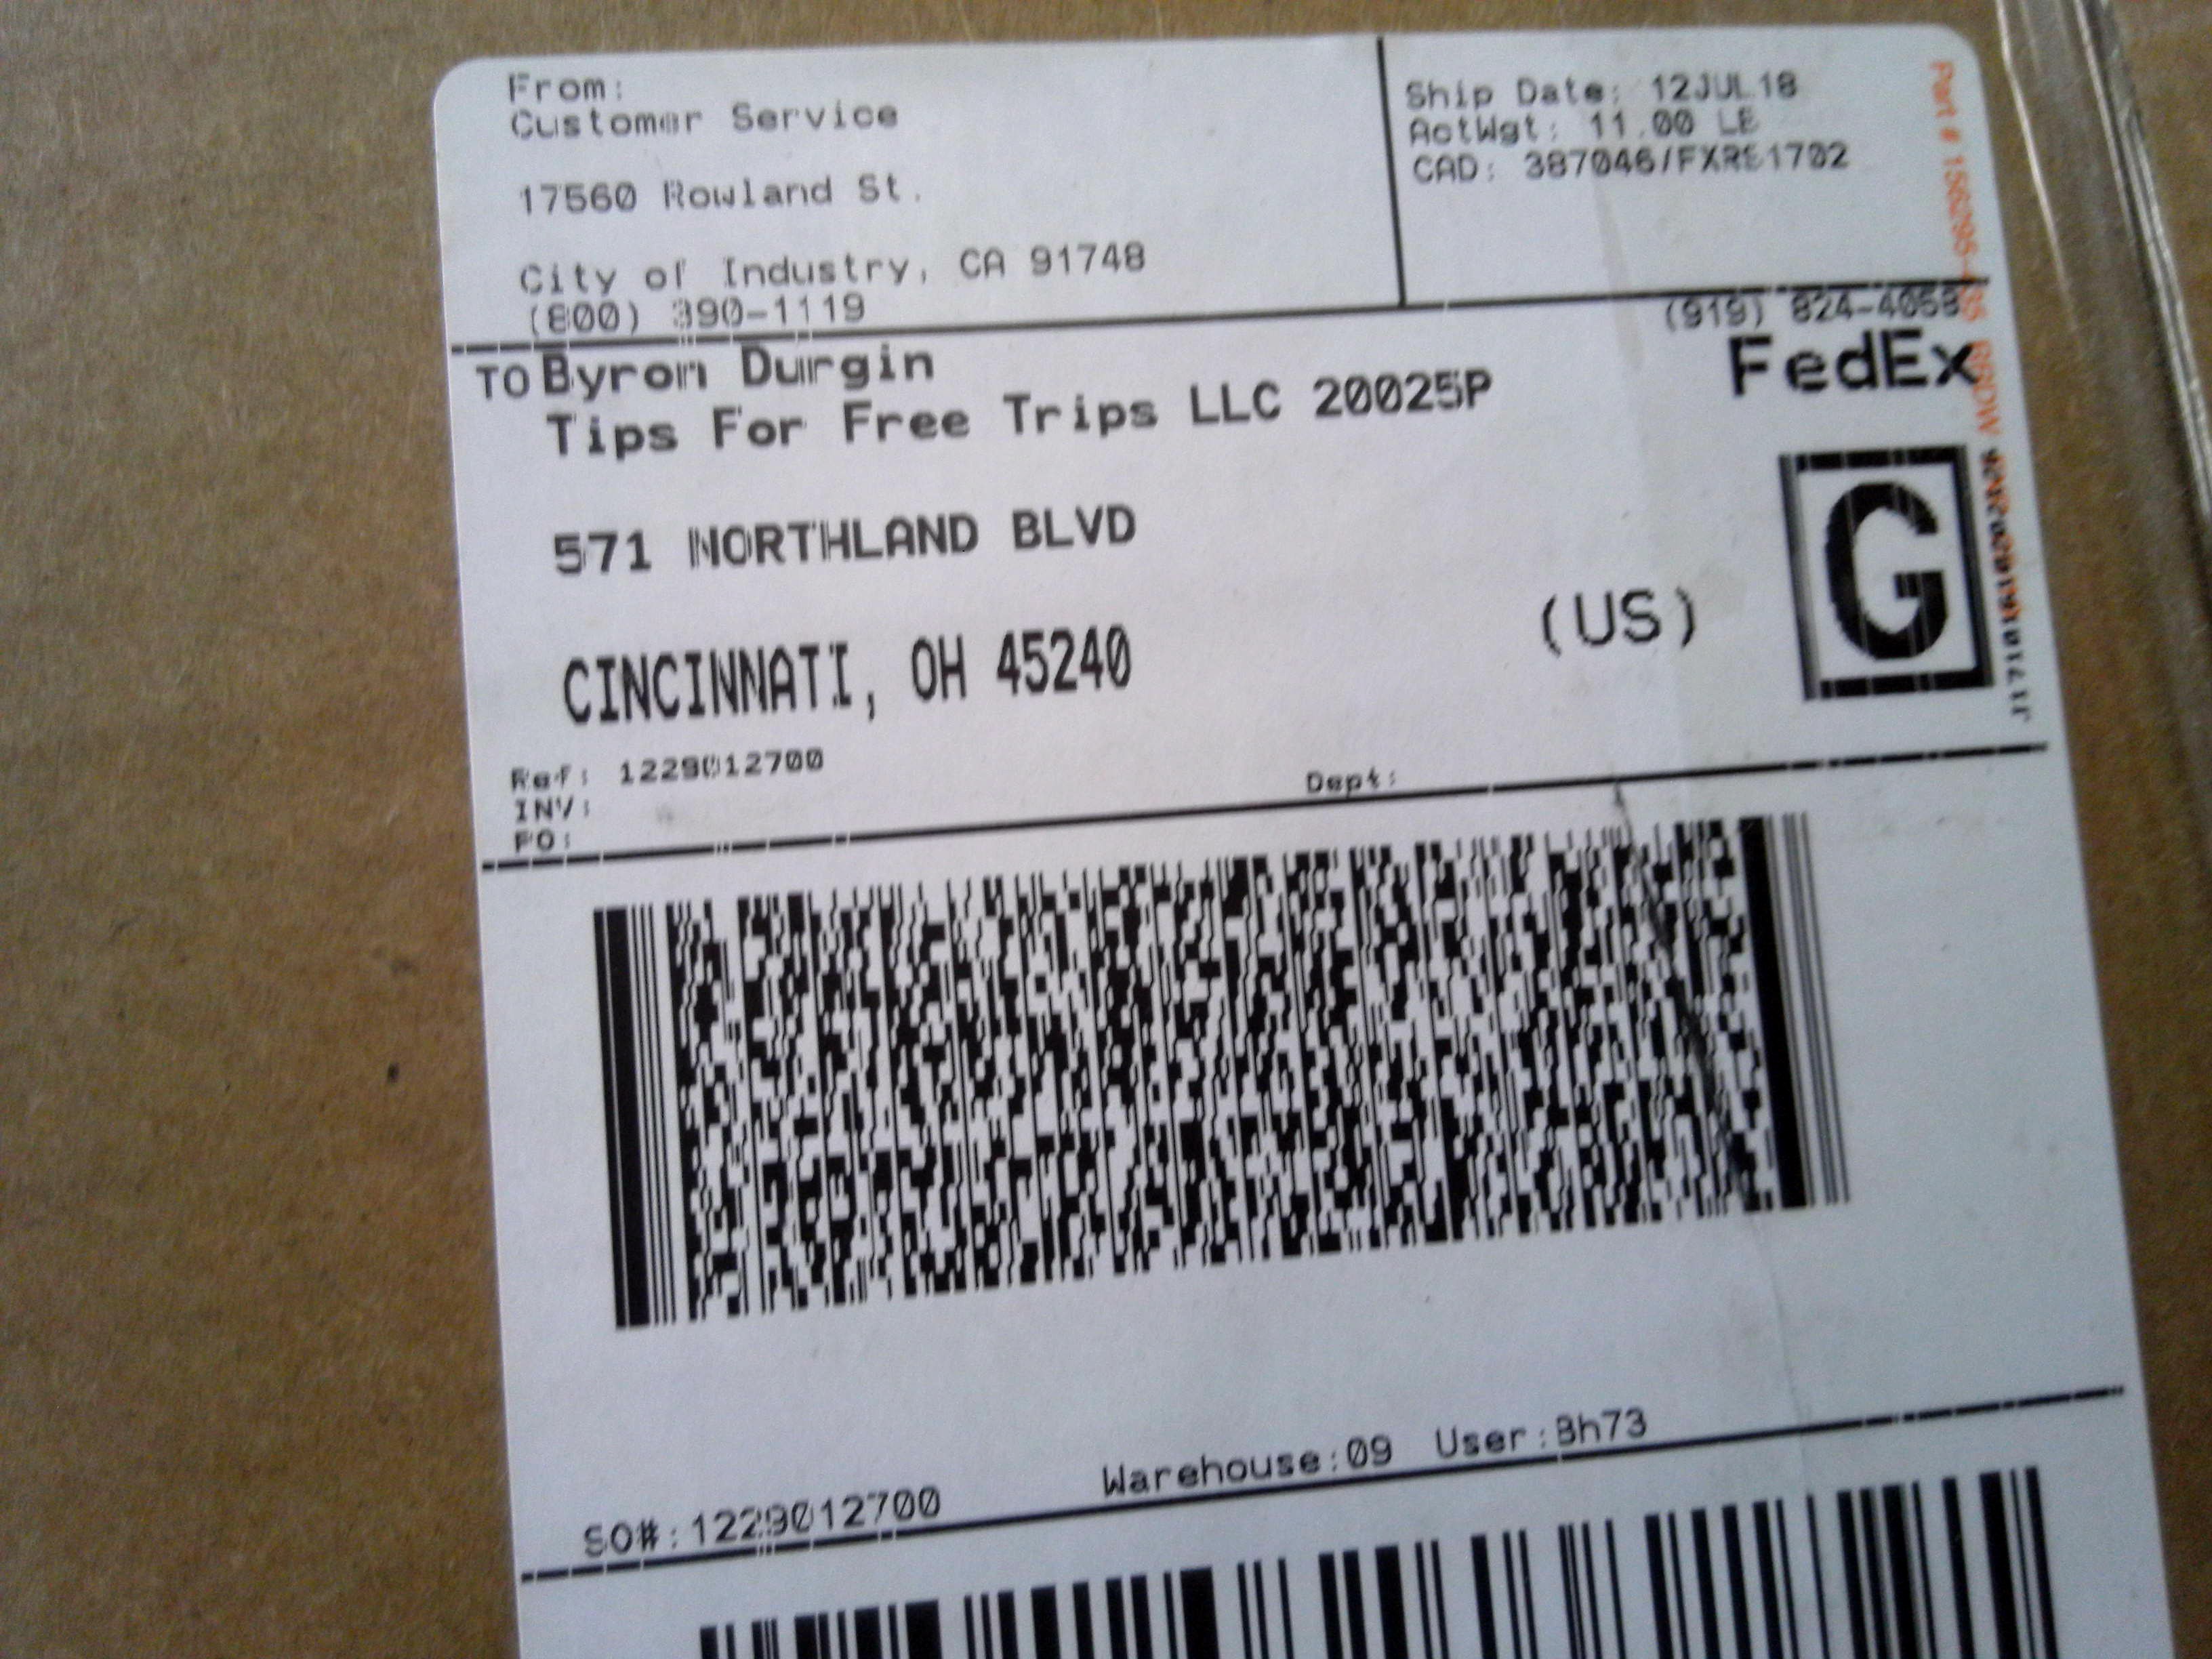 From:
Customer Service
17560 Rowland St.
City of Industry, CA 91748
(800) 390-1119
Ship Date: 12JUL18
ActWgt: 11.00 LB
CAD: 387046/FXRS1702
(919) 824-4058
TO Byron Durgin
Tips For Free Trips LLC 20025P
FedEx
571 NORTHLAND BLVD
G
CINCINNATI, OH 45240
(US)
Ref: 1229012700
INV:
PO:
Dept:
SO#:1229012700 Warehouse:09 User:Bh73
Part #